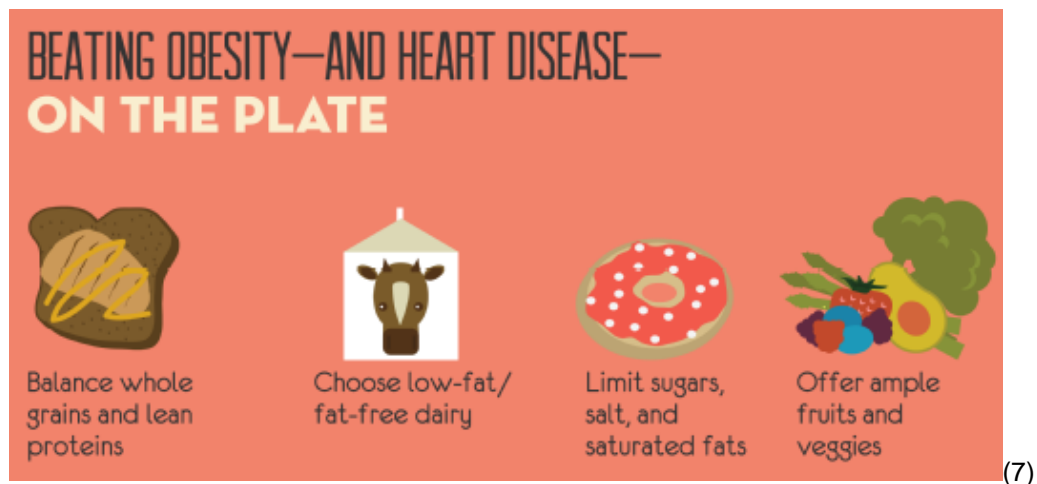 BEATING OBESITY—AND HEART DISEASE—
ON THE PLATE
Balance whole
grains and lean
proteins
Choose low-fat/
fat-free dairy
Limit sugars,
salt, and
saturated fats
Offer ample
fruits and
veggies
(7)